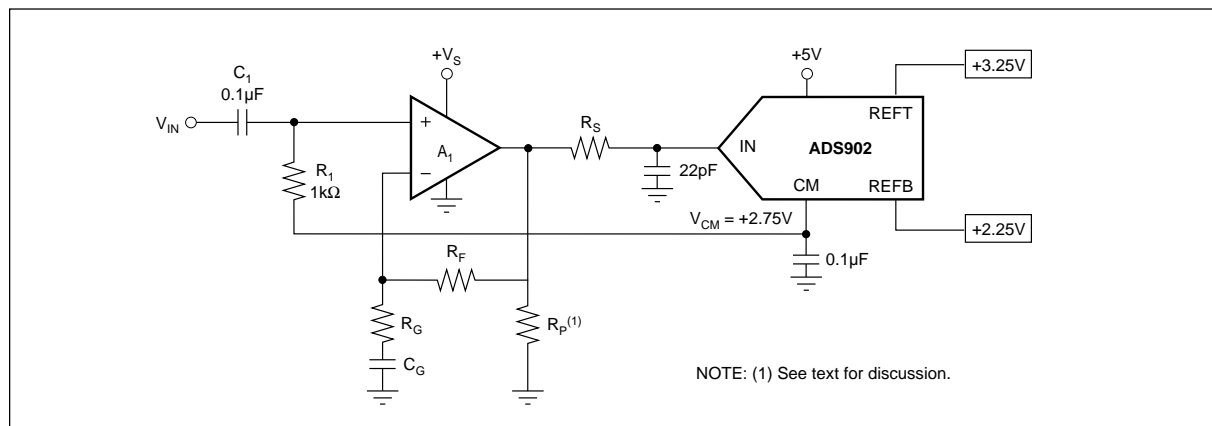 +V_S
+5V
+3.25V
C_1
0.1µF
V_IN
+
A_1
−
R_S
22pF
IN
REFT
ADS902
CM
REFB
R_1
1kΩ
V_CM = +2.75V
+2.25V
0.1µF
R_F
R_G
R_P^(1)
C_G
NOTE: (1) See text for discussion.